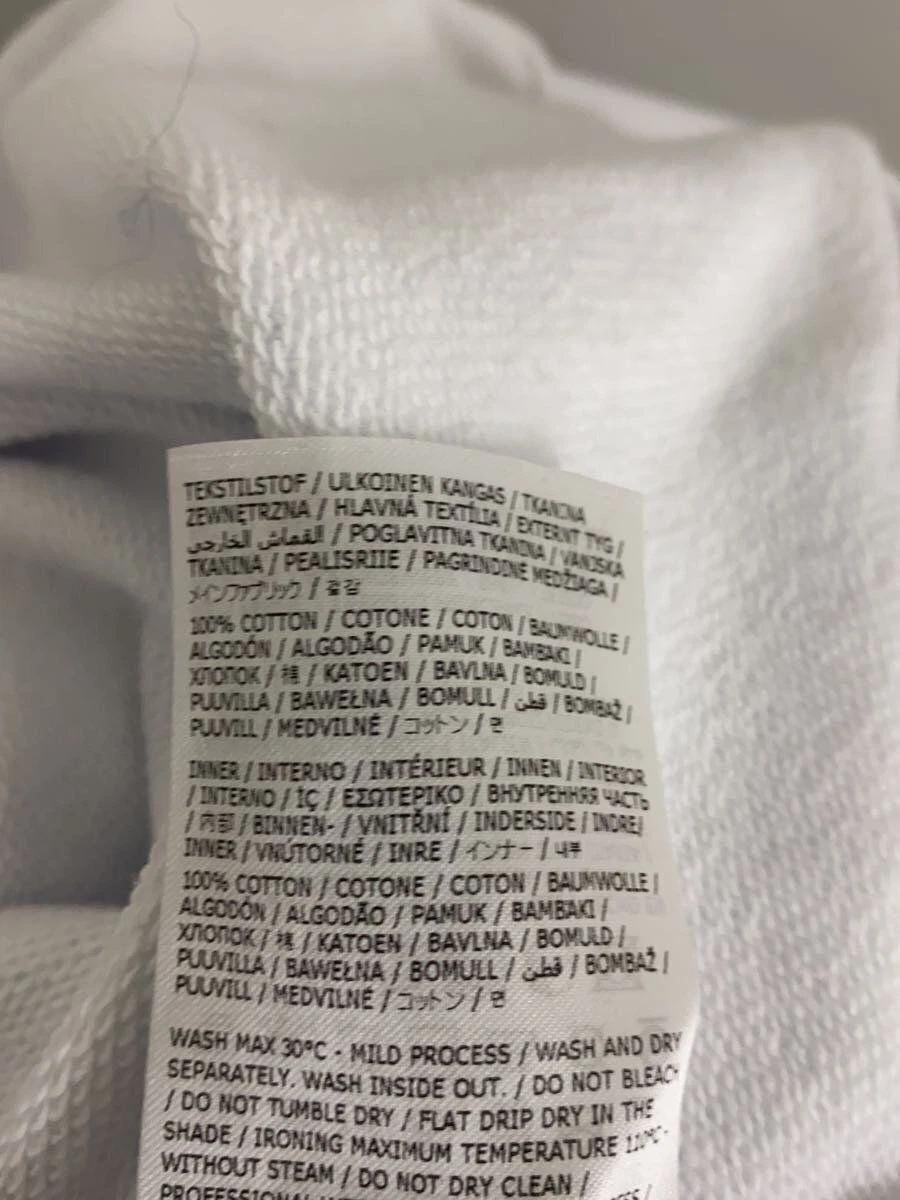 TEKSTILSTOF / ULKOINEN KANGAS / TKANINA
ZEWNĘTRZNA / HLAVNÁ TEXTÍLIA / EXTERNT TYG /
القماش الخارجي / POGLAVITNA TKANINA / VANJSKA
TKANINA / PEALISRIIE / PAGRINDINĖ MEDŽIAGA /
メインファブリック / 겉감
100% COTTON / COTONE / COTON / BAUMWOLLE /
ALGODÓN / ALGODÃO / PAMUK / BAMBAKI /
ХЛОПОК / 棉 / KATOEN / BAVLNA / BOMULD /
PUUVILLA / BAWEŁNA / BOMULL / قطن / BOMBAŽ /
PUUVILL / MEDVILNĖ / コットン / 면
INNER / INTERNO / INTÉRIEUR / INNEN / INTERIOR
/ INTERNO / İÇ / ΕΣΩΤΕΡΙΚΟ / ВНУТРЕННЯЯ ЧАСТЬ
/ 内部 / BINNEN- / VNITŘNÍ / INDERSIDE / INDRE/
INNER / VNÚTORNÉ / INRE / インナー / 내부
100% COTTON / COTONE / COTON / BAUMWOLLE /
ALGODÓN / ALGODÃO / PAMUK / BAMBAKI /
ХЛОПОК / 棉 / KATOEN / BAVLNA / BOMULD /
PUUVILLA / BAWEŁNA / BOMULL / قطن / BOMBAŽ /
PUUVILL / MEDVILNĖ / コットン / 면
WASH MAX 30°C - MILD PROCESS / WASH AND DRY
SEPARATELY. WASH INSIDE OUT. / DO NOT BLEACH
/ DO NOT TUMBLE DRY / FLAT DRIP DRY IN THE
SHADE / IRONING MAXIMUM TEMPERATURE 110°C-
WITHOUT STEAM / DO NOT DRY CLEAN /
PROFESSIONAL